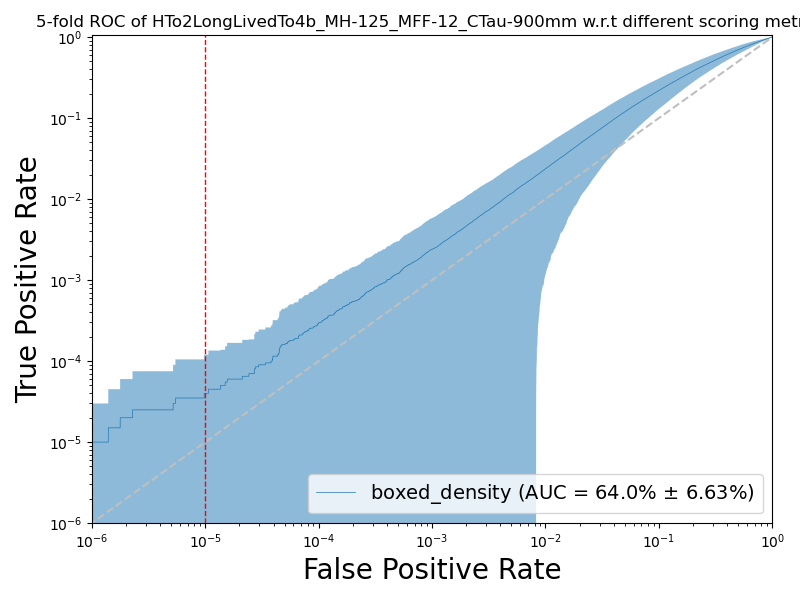 5-fold ROC of HTo2LongLivedTo4b_MH-125_MFF-12_CTau-900mm w.r.t different scoring metr
True Positive Rate
10⁰
10⁻¹
10⁻²
10⁻³
10⁻⁴
10⁻⁵
10⁻⁶
boxed_density (AUC = 64.0% ± 6.63%)
10⁻⁶ 10⁻⁵ 10⁻⁴ 10⁻³ 10⁻² 10⁻¹ 10⁰
False Positive Rate